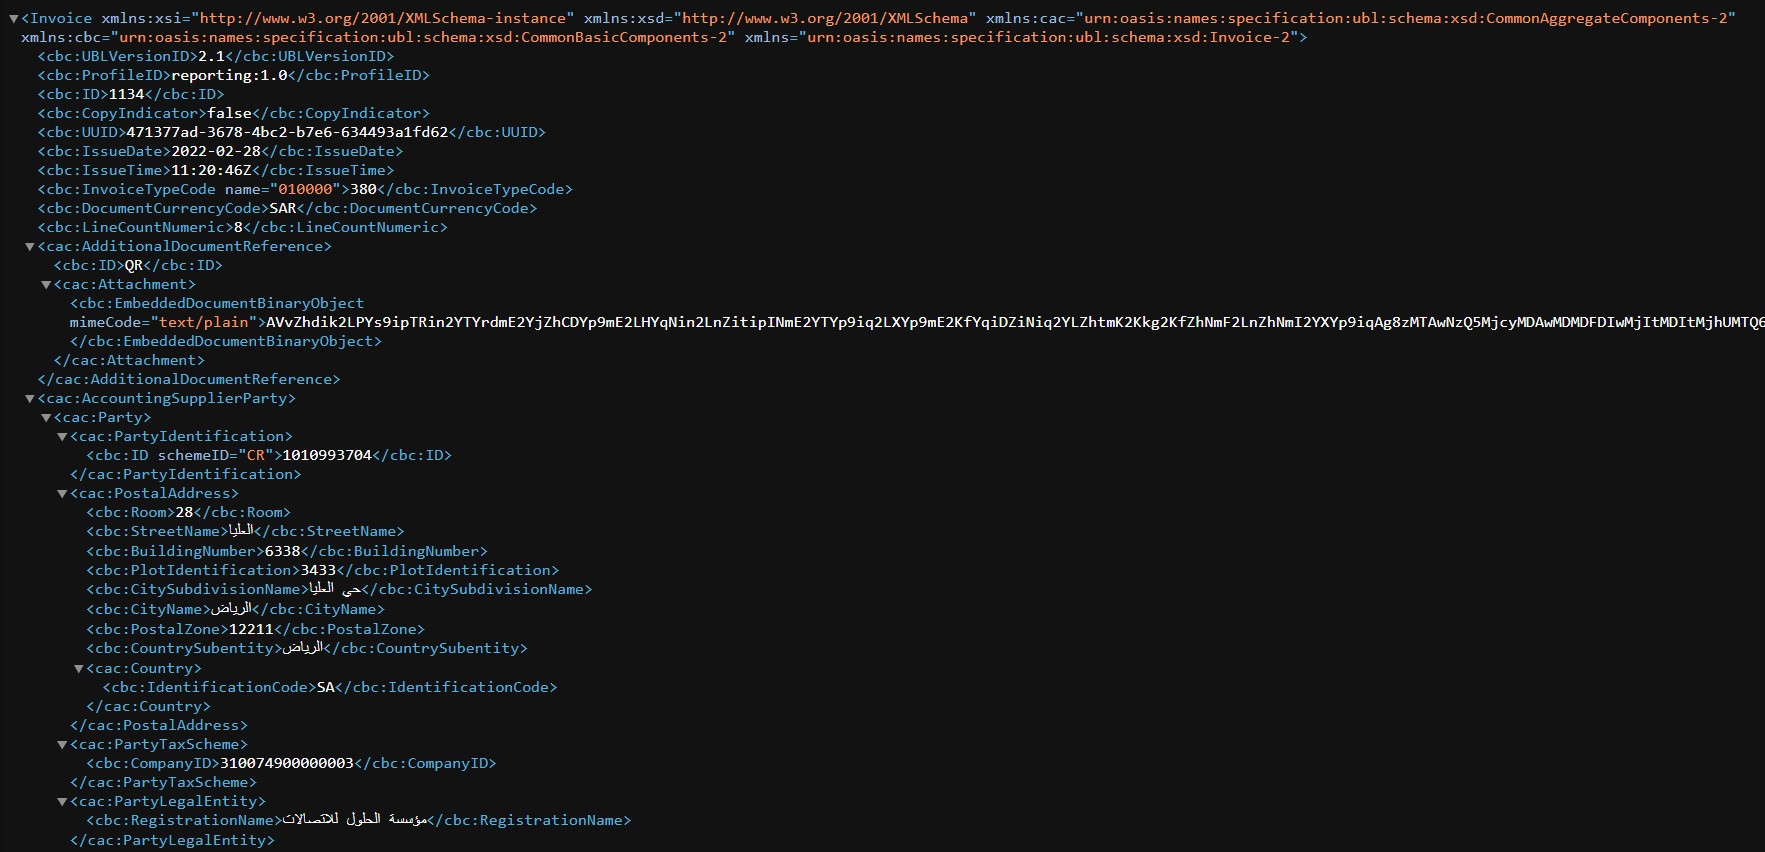 <Invoice xmlns:xsi="http://www.w3.org/2001/XMLSchema-instance" xmlns:xsd="http://www.w3.org/2001/XMLSchema" xmlns:cac="urn:oasis:names:specification:ubl:schema:xsd:CommonAggregateComponents-2"
xmlns:cbc="urn:oasis:names:specification:ubl:schema:xsd:CommonBasicComponents-2" xmlns="urn:oasis:names:specification:ubl:schema:xsd:Invoice-2">
<cbc:UBLVersionID>2.1</cbc:UBLVersionID>
<cbc:ProfileID>reporting:1.0</cbc:ProfileID>
<cbc:ID>1134</cbc:ID>
<cbc:CopyIndicator>false</cbc:CopyIndicator>
<cbc:UUID>471377ad-3678-4bc2-b7e6-634493a1fd62</cbc:UUID>
<cbc:IssueDate>2022-02-28</cbc:IssueDate>
<cbc:IssueTime>11:20:46Z</cbc:IssueTime>
<cbc:InvoiceTypeCode name="010000">380</cbc:InvoiceTypeCode>
<cbc:DocumentCurrencyCode>SAR</cbc:DocumentCurrencyCode>
<cbc:LineCountNumeric>8</cbc:LineCountNumeric>
<cac:AdditionalDocumentReference>
<cbc:ID>QR</cbc:ID>
<cac:Attachment>
<cbc:EmbeddedDocumentBinaryObject
mimeCode="text/plain">AVvZhdik2LPYs9ipTRin2YTYrdmE2YjZhCDYp9mE2LHYqNin2LnZitipINmE2YTYp9iq2LXYp9mE2KfYqiDZiNiq2YLZhtmK2Kkg2KfZhNmF2LnZhNmI2YXYp9iqAg8zMTAwNzQ5MjcyMDAwMDMDFDIwMjItMDItMjhUMTQ6
</cbc:EmbeddedDocumentBinaryObject>
</cac:Attachment>
</cac:AdditionalDocumentReference>
<cac:AccountingSupplierParty>
<cac:Party>
<cac:PartyIdentification>
<cbc:ID schemeID="CR">1010993704</cbc:ID>
</cac:PartyIdentification>
<cac:PostalAddress>
<cbc:Room>28</cbc:Room>
<cbc:StreetName>العليا</cbc:StreetName>
<cbc:BuildingNumber>6338</cbc:BuildingNumber>
<cbc:PlotIdentification>3433</cbc:PlotIdentification>
<cbc:CitySubdivisionName>حي العليا</cbc:CitySubdivisionName>
<cbc:CityName>الرياض</cbc:CityName>
<cbc:PostalZone>12211</cbc:PostalZone>
<cbc:CountrySubentity>الرياض</cbc:CountrySubentity>
<cac:Country>
<cbc:IdentificationCode>SA</cbc:IdentificationCode>
</cac:Country>
</cac:PostalAddress>
<cac:PartyTaxScheme>
<cbc:CompanyID>310074900000003</cbc:CompanyID>
</cac:PartyTaxScheme>
<cac:PartyLegalEntity>
<cbc:RegistrationName>مؤسسة الحلول للاتصالات</cbc:RegistrationName>
</cac:PartyLegalEntity>